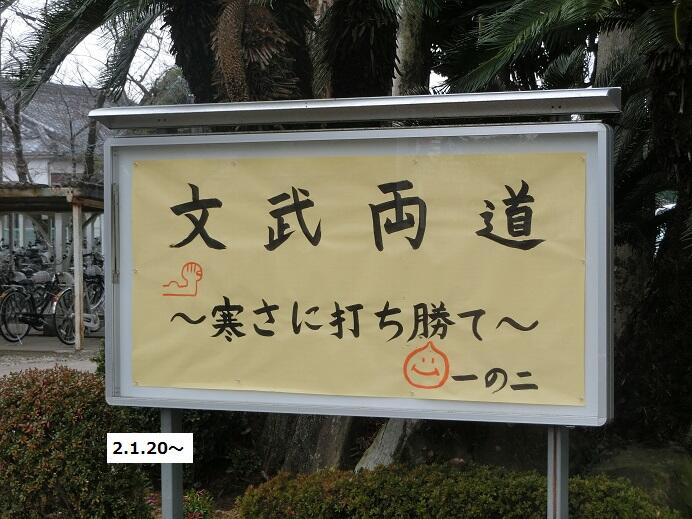 文武両道
～寒さに打ち勝て～
一の二
2.1.20～